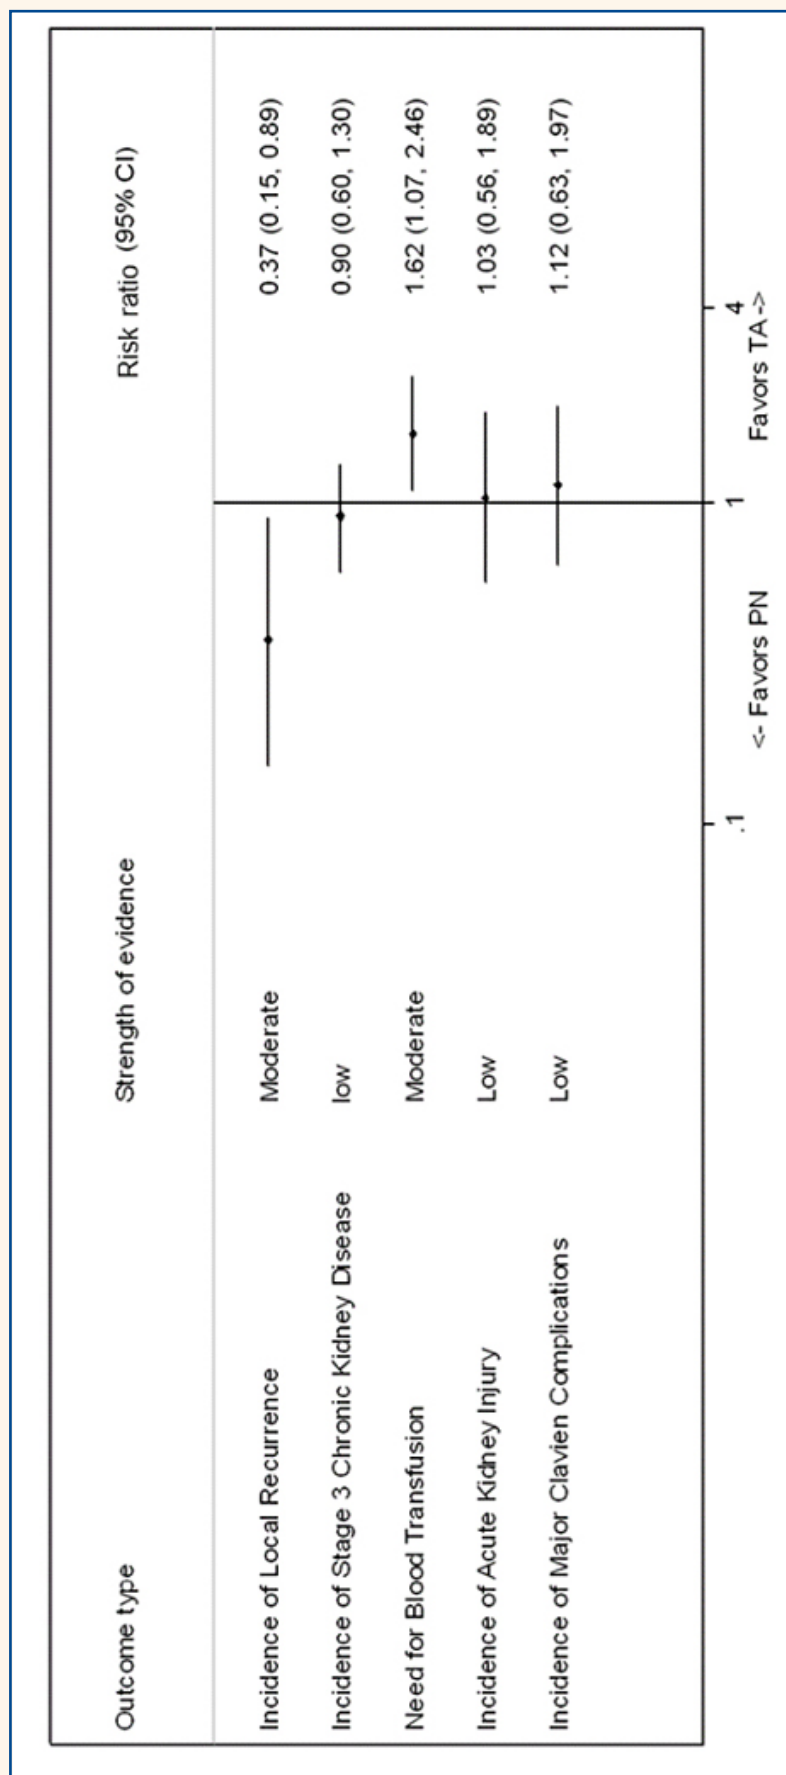 Outcome type Strength of evidence Risk ratio (95% CI)
Incidence of Local Recurrence Moderate 0.37 (0.15, 0.89)
Incidence of Stage 3 Chronic Kidney Disease low 0.90 (0.60, 1.30)
Need for Blood Transfusion Moderate 1.62 (1.07, 2.46)
Incidence of Acute Kidney Injury Low 1.03 (0.56, 1.89)
Incidence of Major Clavien Complications Low 1.12 (0.63, 1.97)
.1 1 4
<- Favors PN Favors TA ->